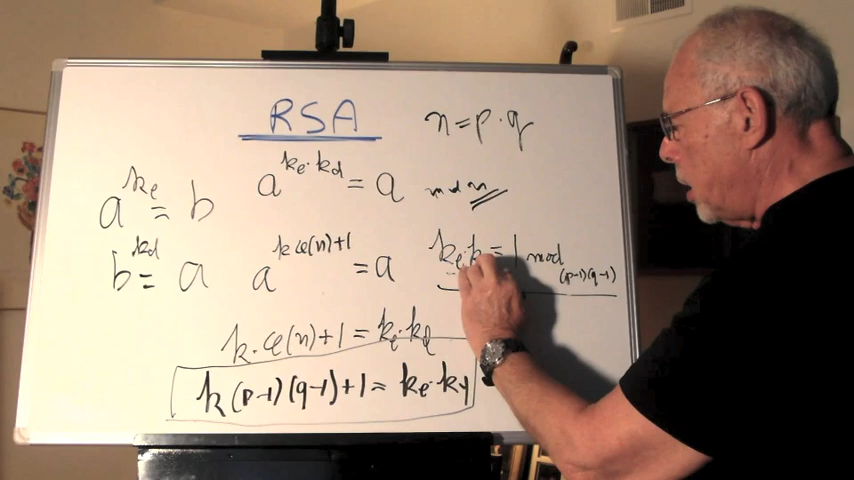 RSA
n = p · q
a^ke = b
a^(ke·kd) = a mod n
b^kd = a
a^(kφ(n)+1) = a
ke·k = 1 mod (p-1)(q-1)
k·φ(n)+1 = ke·kd
k(p-1)(q-1)+1 = ke·kd